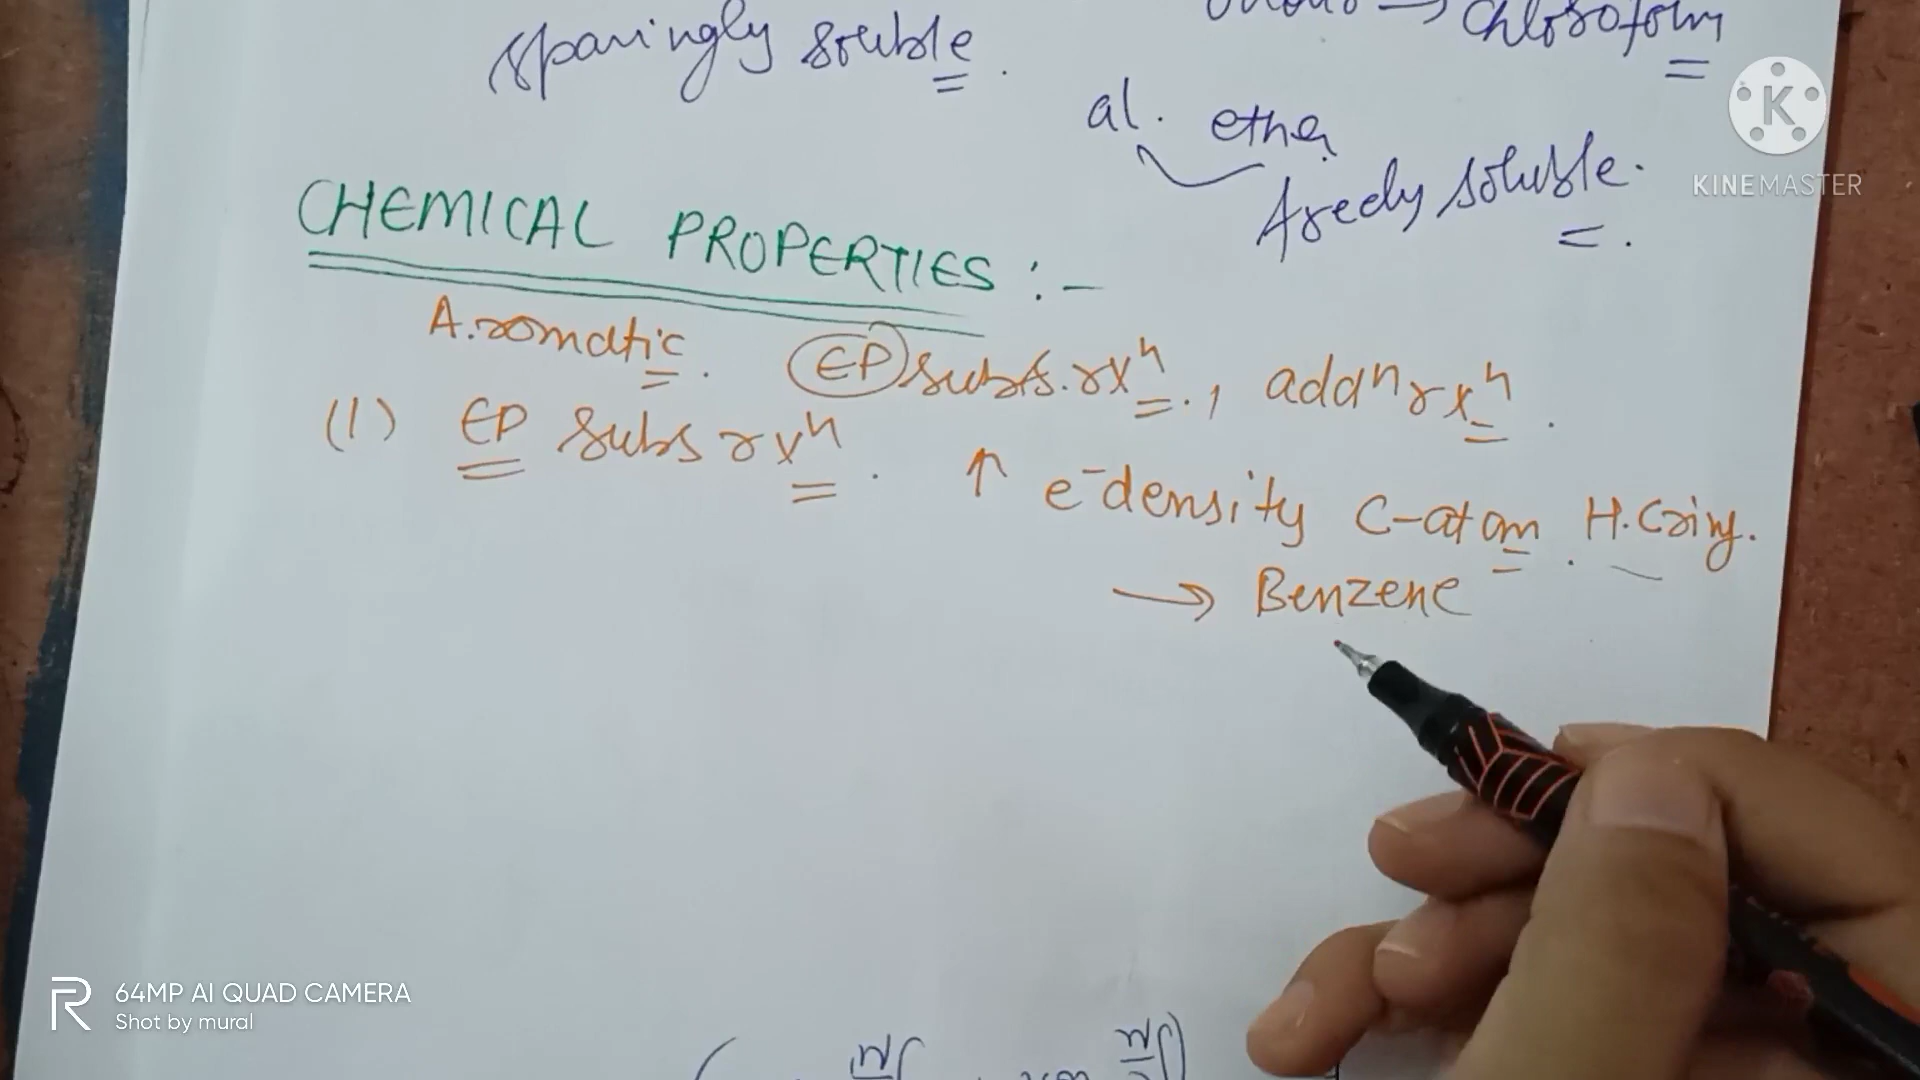 sparingly soluble.
→ Chloroform
al. ether
freely soluble.
KINEMASTER
CHEMICAL PROPERTIES :-
Aromatic. EP subs. rxⁿ., addⁿ rxⁿ.
(1) EP subs rxⁿ. ↑ e⁻density C-atom. H.C ring.
→ Benzene
64MP AI QUAD CAMERA
Shot by mural